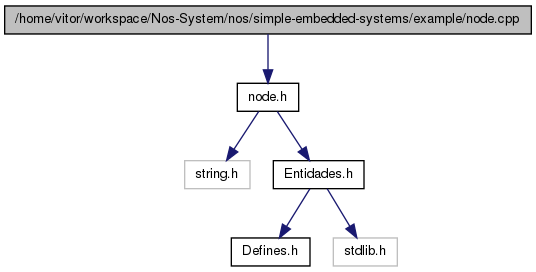 /home/vitor/workspace/Nos-System/nos/simple-embedded-systems/example/node.cpp
node.h
string.h
Entidades.h
Defines.h
stdlib.h